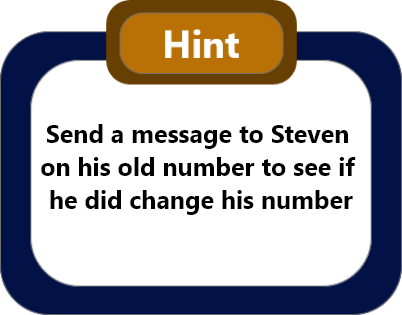 Hint
Send a message to Steven
on his old number to see if
he did change his number